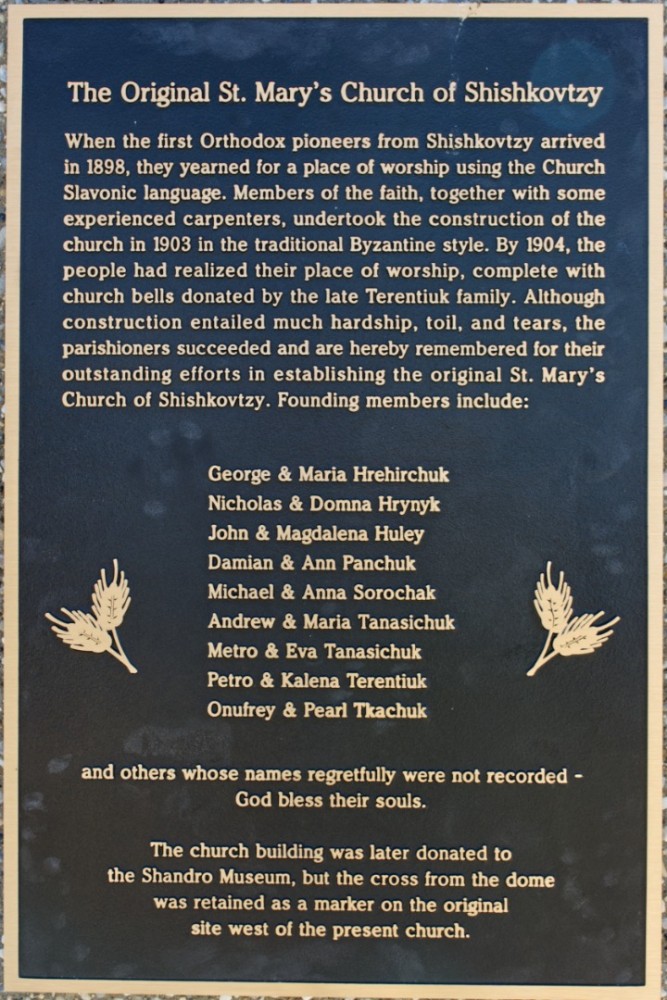 The Original St. Mary's Church of Shishkovtzy
When the first Orthodox pioneers from Shishkovtzy arrived
in 1898, they yearned for a place of worship using the Church
Slavonic language. Members of the faith, together with some
experienced carpenters, undertook the construction of the
church in 1903 in the traditional Byzantine style. By 1904, the
people had realized their place of worship, complete with
church bells donated by the late Terentiuk family. Although
construction entailed much hardship, toil, and tears, the
parishioners succeeded and are hereby remembered for their
outstanding efforts in establishing the original St. Mary's
Church of Shishkovtzy. Founding members include:
George & Maria Hrehirchuk
Nicholas & Domna Hrynyk
John & Magdalena Huley
Damian & Ann Panchuk
Michael & Anna Sorochak
Andrew & Maria Tanasichuk
Metro & Eva Tanasichuk
Petro & Kalena Terentiuk
Onufrey & Pearl Tkachuk
and others whose names regretfully were not recorded -
God bless their souls.
The church building was later donated to
the Shandro Museum, but the cross from the dome
was retained as a marker on the original
site west of the present church.